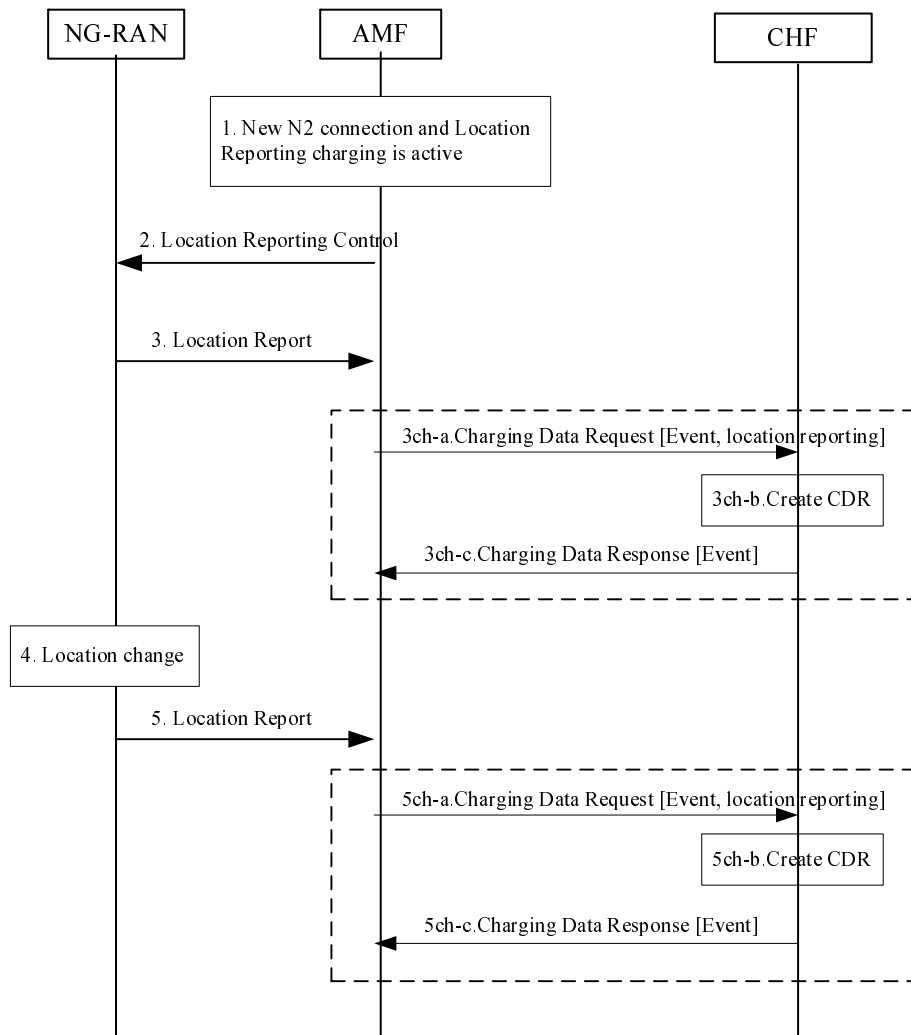 NG-RAN
AMF
CHF
1. New N2 connection and Location
Reporting charging is active
2. Location Reporting Control
3. Location Report
3ch-a.Charging Data Request [Event, location reporting]
3ch-b.Create CDR
3ch-c.Charging Data Response [Event]
4. Location change
5. Location Report
5ch-a.Charging Data Request [Event, location reporting]
5ch-b.Create CDR
5ch-c.Charging Data Response [Event]